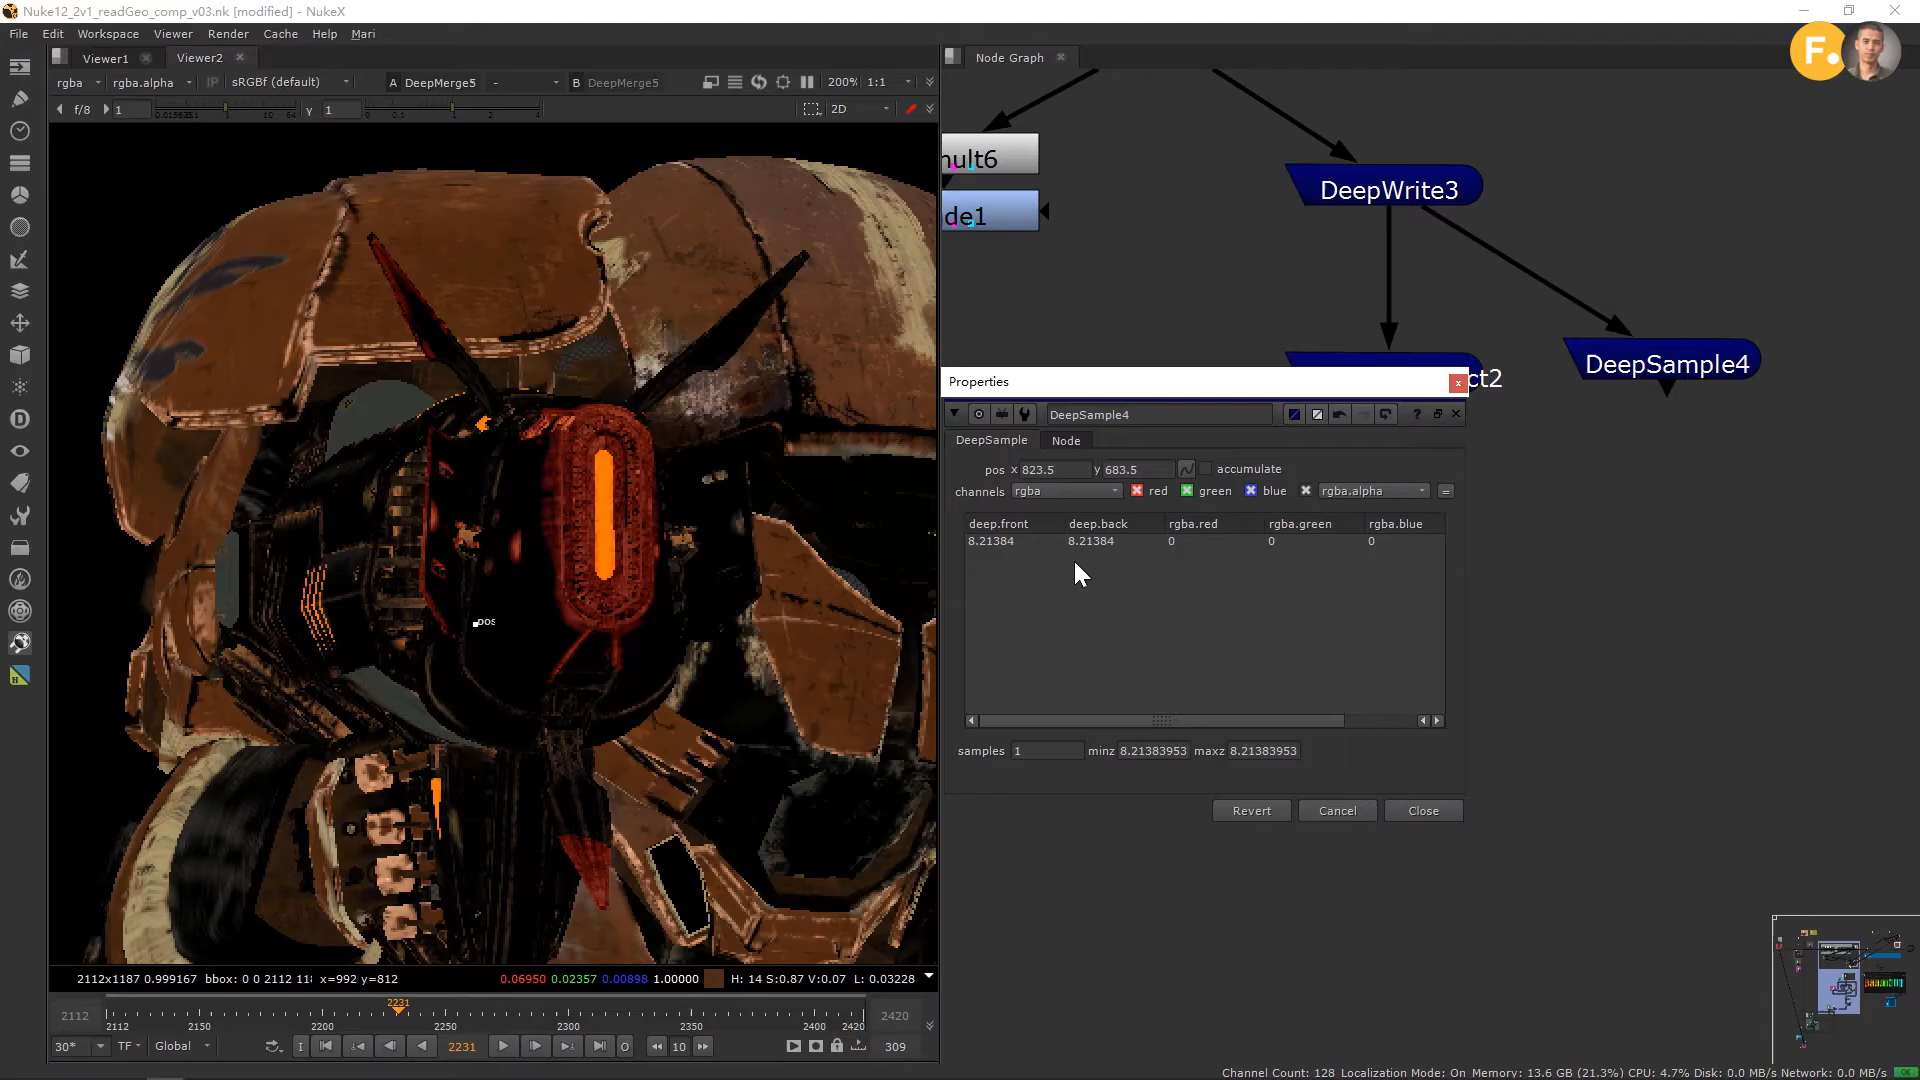 Nuke12_2v1_readGeo_comp_v03.nk [modified] - NukeX
File Edit Workspace Viewer Render Cache Help Mari
Viewer1 Viewer2
rgba rgba.alpha IP sRGBf (default) A DeepMerge5 - B DeepMerge5 200% 1:1
f/8 1 γ 1 2D
Node Graph
F.
nult6
de1
DeepWrite3
DeepSample4
ct2
Properties
DeepSample4
DeepSample Node
pos x 823.5 y 683.5 accumulate
channels rgba red green blue rgba.alpha =
deep.front deep.back rgba.red rgba.green rgba.blue
8.21384 8.21384 0 0 0
samples 1 minz 8.21383953 maxz 8.21383953
Revert Cancel Close
pos
2112x1187 0.999167 bbox: 0 0 2112 11 x=992 y=812 0.06950 0.02357 0.00898 1.00000 H: 14 S:0.87 V:0.07 L: 0.03228
2231
2112 2112 2150 2200 2250 2300 2350 2400 2420 2420
30* TF Global I 2231 O 10 309
Channel Count: 128 Localization Mode: On Memory: 13.6 GB (21.3%) CPU: 4.7% Disk: 0.0 MB/s Network: 0.0 MB/s